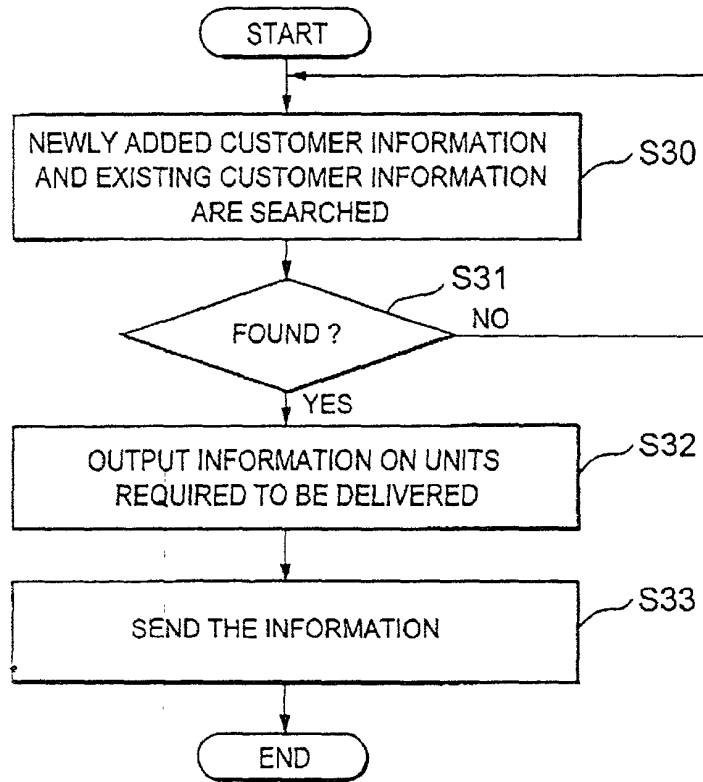 START
NEWLY ADDED CUSTOMER INFORMATION
AND EXISTING CUSTOMER INFORMATION
ARE SEARCHED
S30
S31
FOUND ?
NO
YES
OUTPUT INFORMATION ON UNITS
REQUIRED TO BE DELIVERED
S32
SEND THE INFORMATION
S33
END